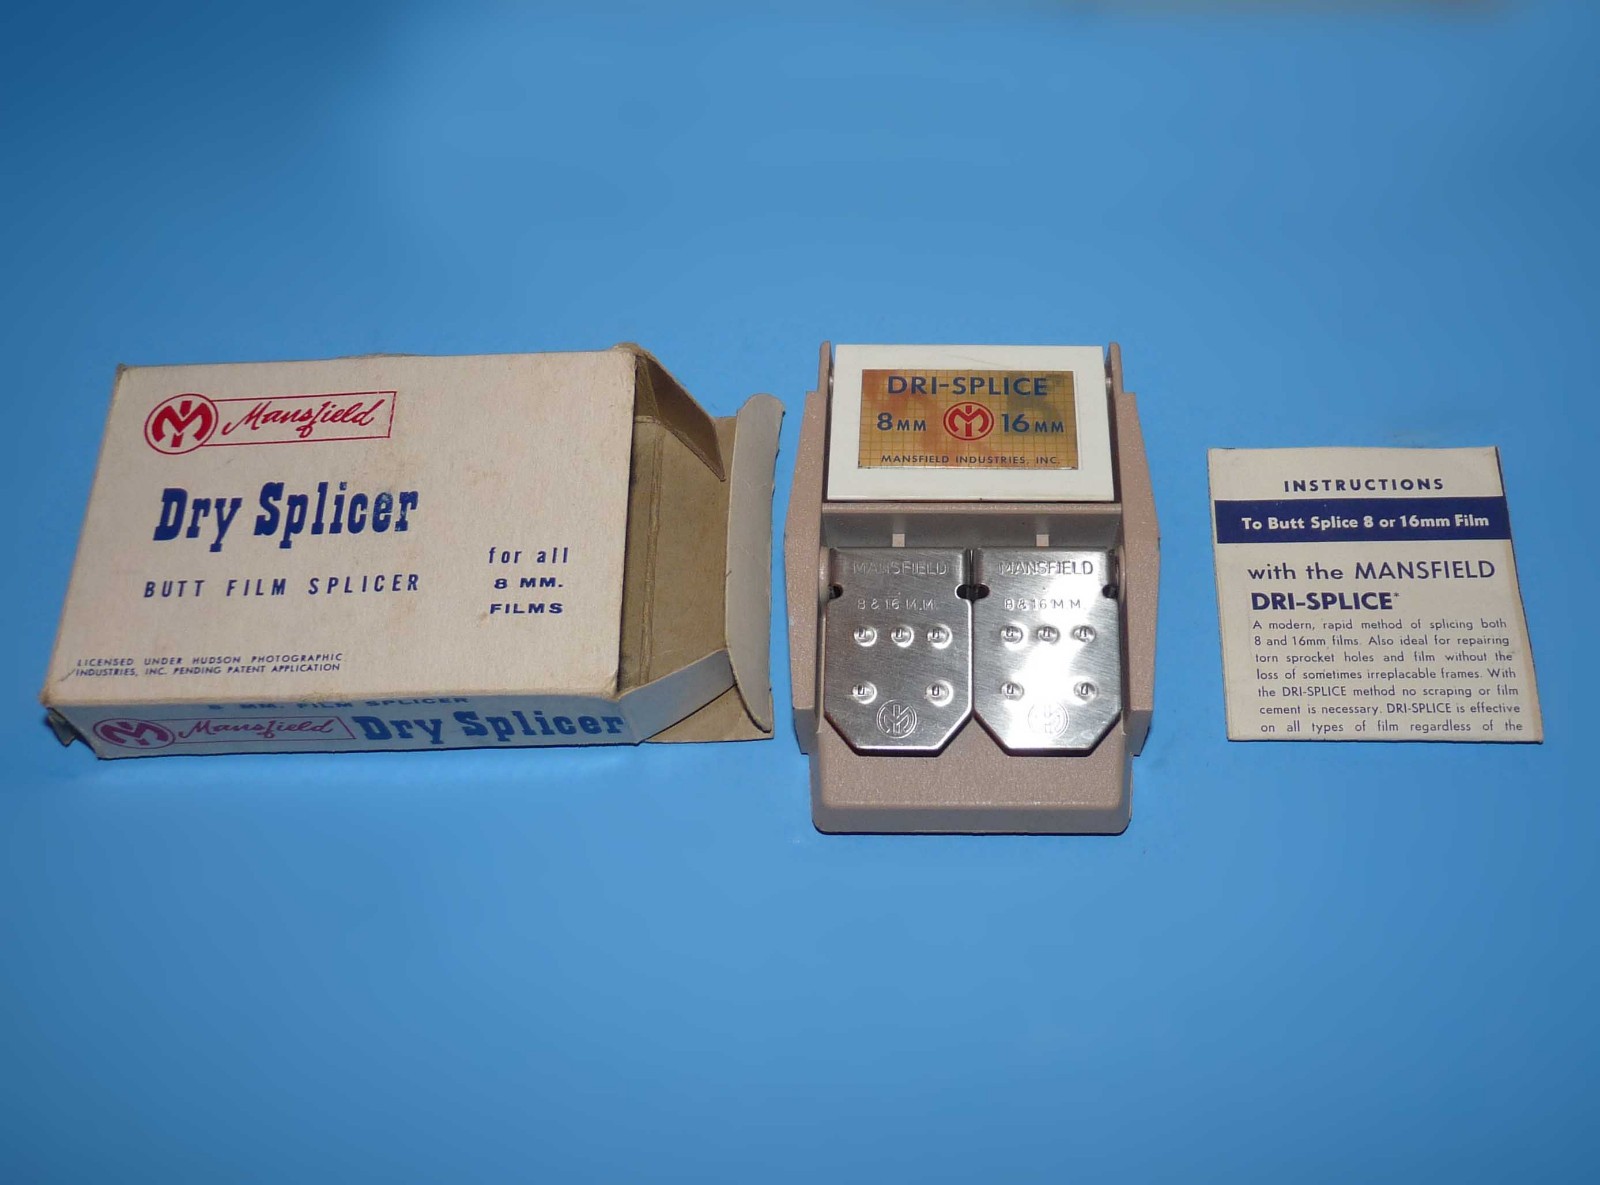 Mansfield
Dry Splicer
BUTT FILM SPLICER
for all
8 MM.
FILMS
LICENSED UNDER HUDSON PHOTOGRAPHIC
INDUSTRIES, INC. PENDING PATENT APPLICATION
8 MM. FILM SPLICER
Mansfield Dry Splicer
DRI-SPLICE
8MM M 16MM
MANSFIELD INDUSTRIES, INC.
MANSFIELD
8 & 16 M.M.
MANSFIELD
8 & 16 M M
INSTRUCTIONS
To Butt Splice 8 or 16mm Film
with the MANSFIELD
DRI-SPLICE*
A modern, rapid method of splicing both
8 and 16mm films. Also ideal for repairing
torn sprocket holes and film without the
loss of sometimes irreplaceable frames. With
the DRI-SPLICE method no scraping or film
cement is necessary. DRI-SPLICE is effective
on all types of film regardless of the